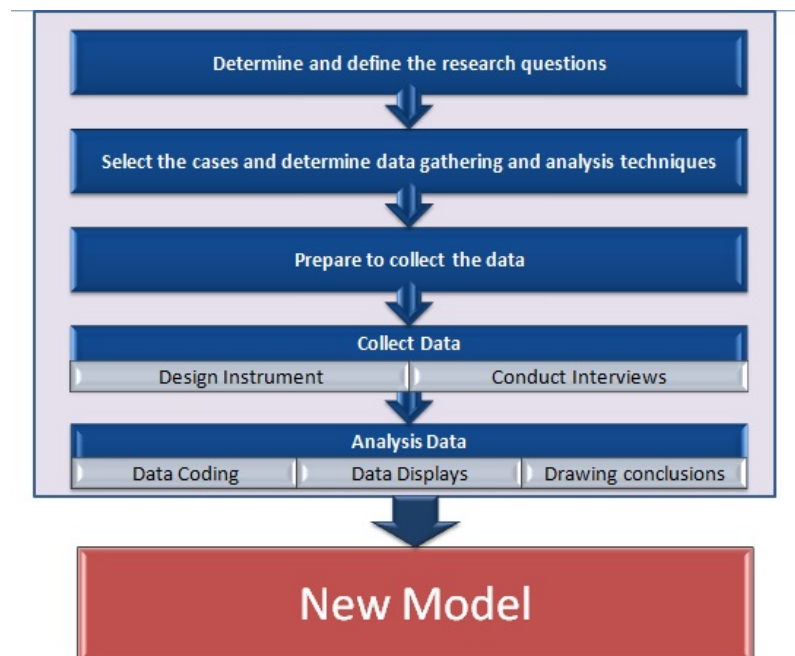 Determine and define the research questions
Select the cases and determine data gathering and analysis techniques
Prepare to collect the data
Collect Data
Design Instrument
Conduct Interviews
Analysis Data
Data Coding
Data Displays
Drawing conclusions
New Model